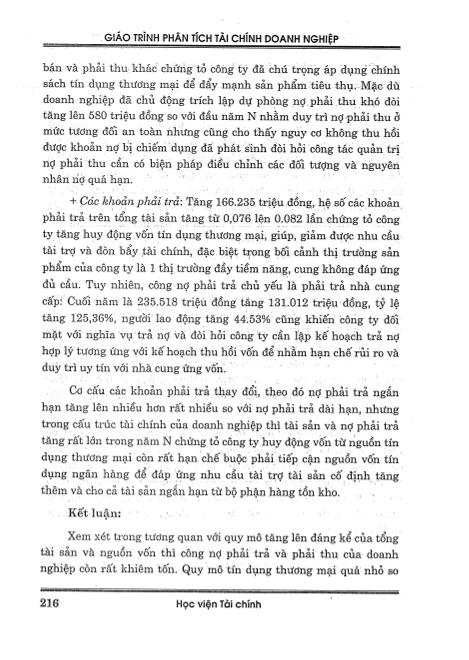 GIÁO TRÌNH PHÂN TÍCH TÀI CHÍNH DOANH NGHIỆP
bán và phải thu khác chứng tỏ công ty đã chú trọng áp dụng chính
sách tín dụng thương mại để đẩy mạnh sản phẩm tiêu thụ. Mặc dù
doanh nghiệp đã chủ động trích lập dự phòng nợ phải thu khó đòi
tăng lên 580 triệu đồng so với đầu năm N nhằm duy trì nợ phải thu ở
mức tương đối an toàn nhưng cũng cho thấy nguy cơ không thu hồi
được khoản nợ bị chiếm dụng đã phát sinh đòi hỏi công tác quản trị
nợ phải thu cần có biện pháp điều chỉnh các đối tượng và nguyên
nhân nợ quá hạn.
+ Các khoản phải trả: Tăng 166.235 triệu đồng, hệ số các khoản
phải trả trên tổng tài sản tăng từ 0,076 lên 0.082 lần chứng tỏ công
ty tăng huy động vốn tín dụng thương mại, giúp, giảm được nhu cầu
tài trợ và đòn bẩy tài chính, đặc biệt trong bối cảnh thị trường sản
phẩm của công ty là 1 thị trường đầy tiềm năng, cung không đáp ứng
đủ cầu. Tuy nhiên, công nợ phải trả chủ yếu là phải trả nhà cung
cấp: Cuối năm là 235.518 triệu đồng tăng 131.012 triệu đồng, tỷ lệ
tăng 125,36%, người lao động tăng 44.53% cũng khiến công ty đối
mặt với nghĩa vụ trả nợ và đòi hỏi công ty cần lập kế hoạch trả nợ
hợp lý tương ứng với kế hoạch thu hồi vốn để nhằm hạn chế rủi ro và
duy trì uy tín với nhà cung ứng vốn.
Cơ cấu các khoản phải trả thay đổi, theo đó nợ phải trả ngắn
hạn tăng lên nhiều hơn rất nhiều so với nợ phải trả dài hạn, nhưng
trong cấu trúc tài chính của doanh nghiệp thì tài sản và nợ phải trả
tăng rất lớn trong năm N chứng tỏ công ty huy động vốn từ nguồn tín
dụng thương mại còn rất hạn chế buộc phải tiếp cận nguồn vốn tín
dụng ngân hàng để đáp ứng nhu cầu tài trợ tài sản cố định tăng
thêm và cho cả tài sản ngắn hạn từ bộ phận hàng tồn kho.
Kết luận:
Xem xét trong tương quan với quy mô tăng lên đáng kể của tổng
tài sản và nguồn vốn thì công nợ phải trả và phải thu của doanh
nghiệp còn rất khiêm tốn. Quy mô tín dụng thương mại quá nhỏ so
216 Học viện Tài chính